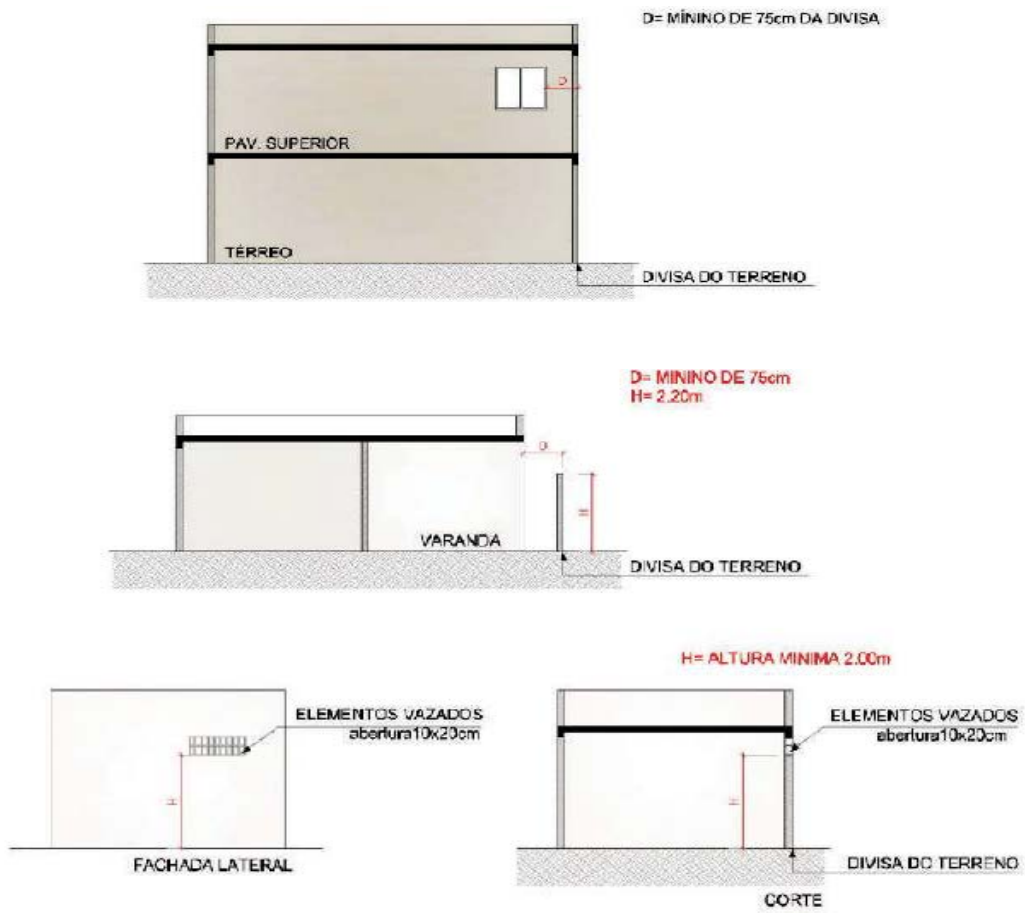 D= MÍNINO DE 75cm DA DIVISA
D
PAV. SUPERIOR
TÉRREO
DIVISA DO TERRENO
D= MININO DE 75cm
H= 2.20m
D
H
VARANDA
DIVISA DO TERRENO
H= ALTURA MINIMA 2.00m
ELEMENTOS VAZADOS
abertura10x20cm
H
FACHADA LATERAL
ELEMENTOS VAZADOS
abertura10x20cm
H
DIVISA DO TERRENO
CORTE